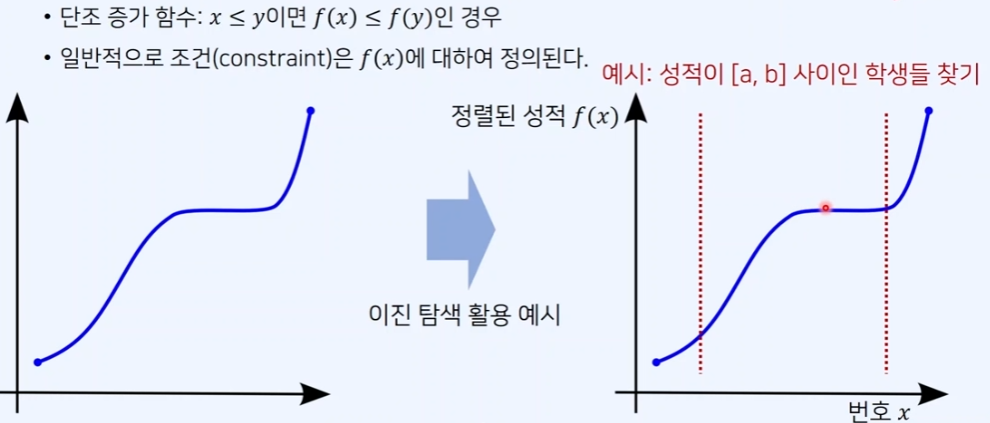 • 단조 증가 함수: x ≤ y이면 f(x) ≤ f(y)인 경우
• 일반적으로 조건(constraint)은 f(x)에 대하여 정의된다.
예시: 성적이 [a, b] 사이인 학생들 찾기
정렬된 성적 f(x)
이진 탐색 활용 예시
번호 x